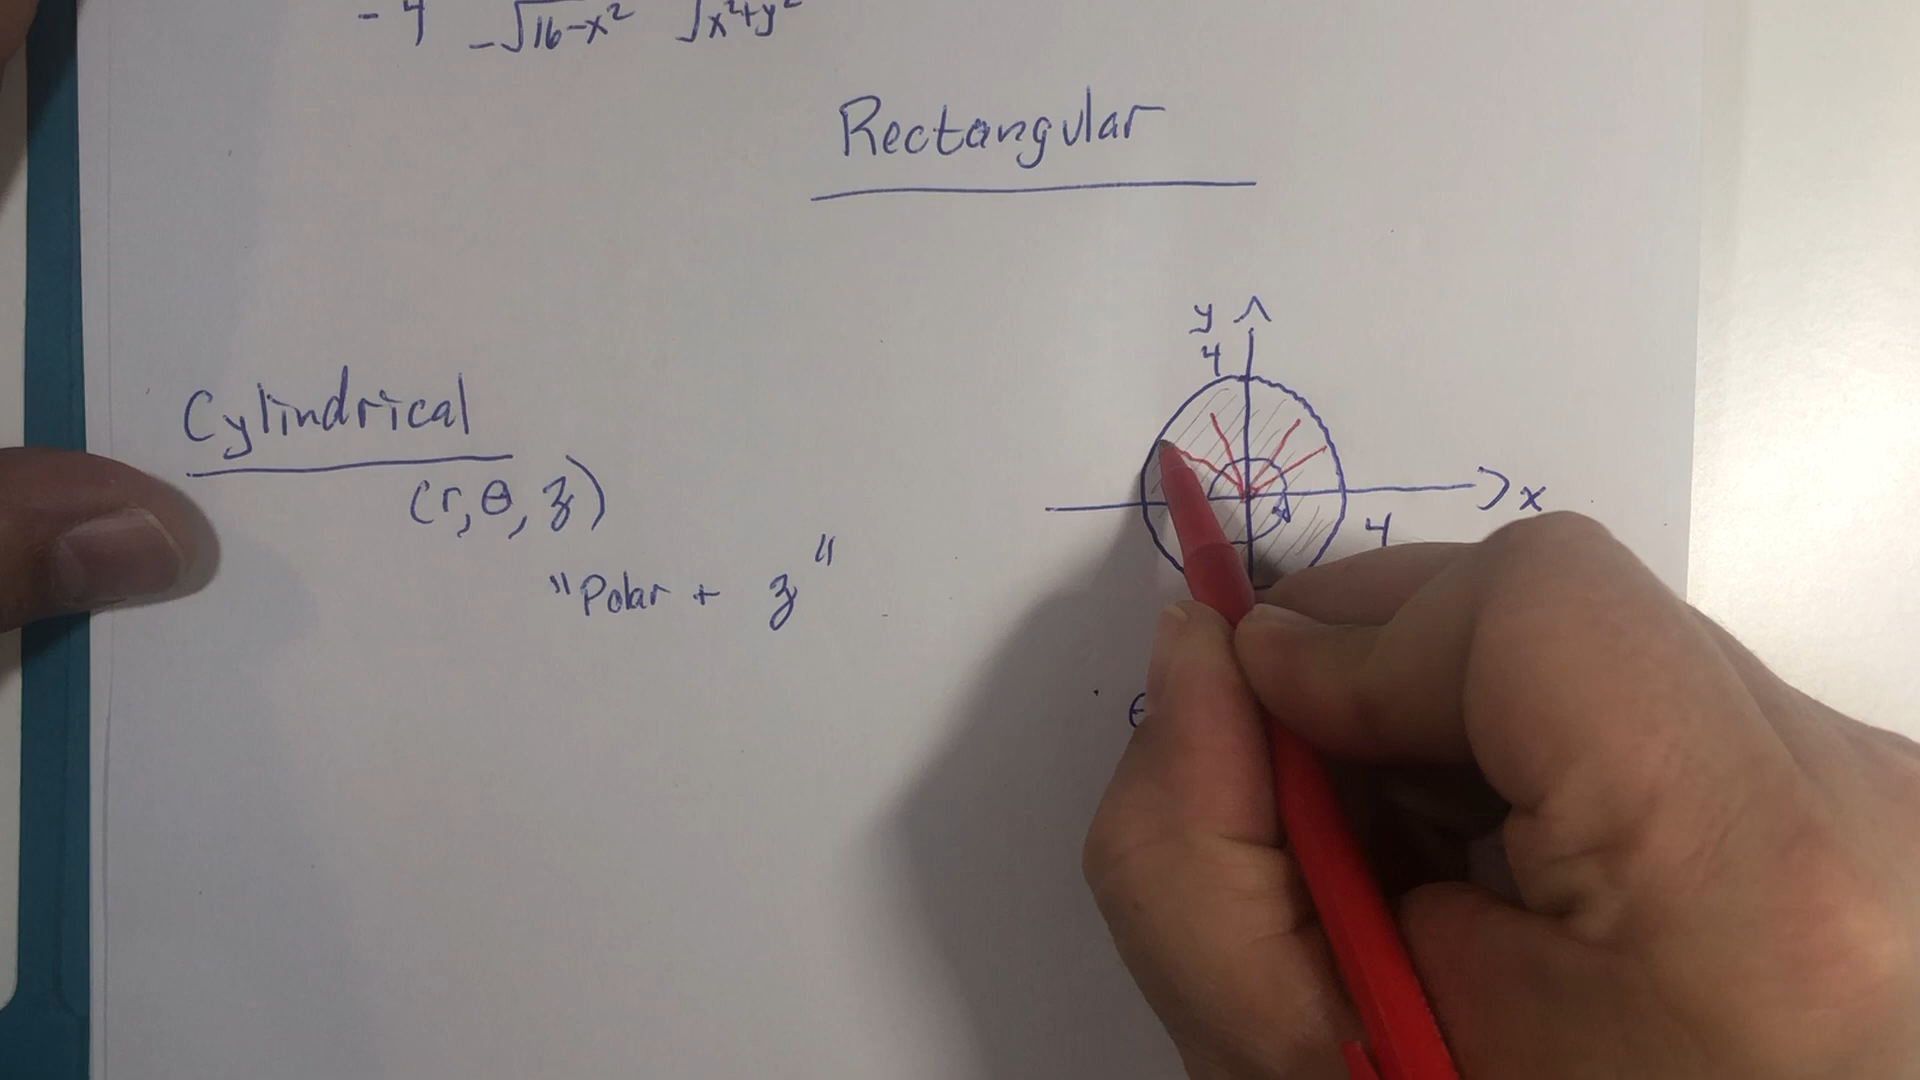 -4 -√16-x² √x²+y²
Rectangular
y
4
Cylindrical
(r, θ, z)
x
4
"Polar + z"
θ